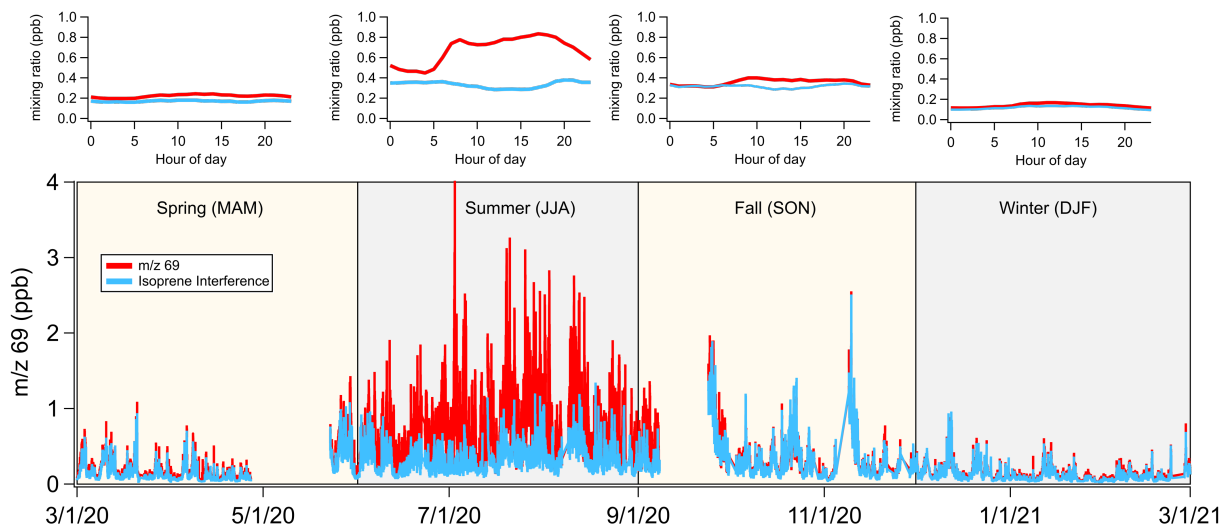 1.0
0.8
0.6
0.4
0.2
0.0
mixing ratio (ppb)
0 5 10 15 20
Hour of day
1.0
0.8
0.6
0.4
0.2
0.0
mixing ratio (ppb)
0 5 10 15 20
Hour of day
1.0
0.8
0.6
0.4
0.2
0.0
mixing ratio (ppb)
0 5 10 15 20
Hour of day
1.0
0.8
0.6
0.4
0.2
0.0
mixing ratio (ppb)
0 5 10 15 20
Hour of day
Spring (MAM) Summer (JJA) Fall (SON) Winter (DJF)
m/z 69
Isoprene Interference
4
3
2
1
0
m/z 69 (ppb)
3/1/20 5/1/20 7/1/20 9/1/20 11/1/20 1/1/21 3/1/21